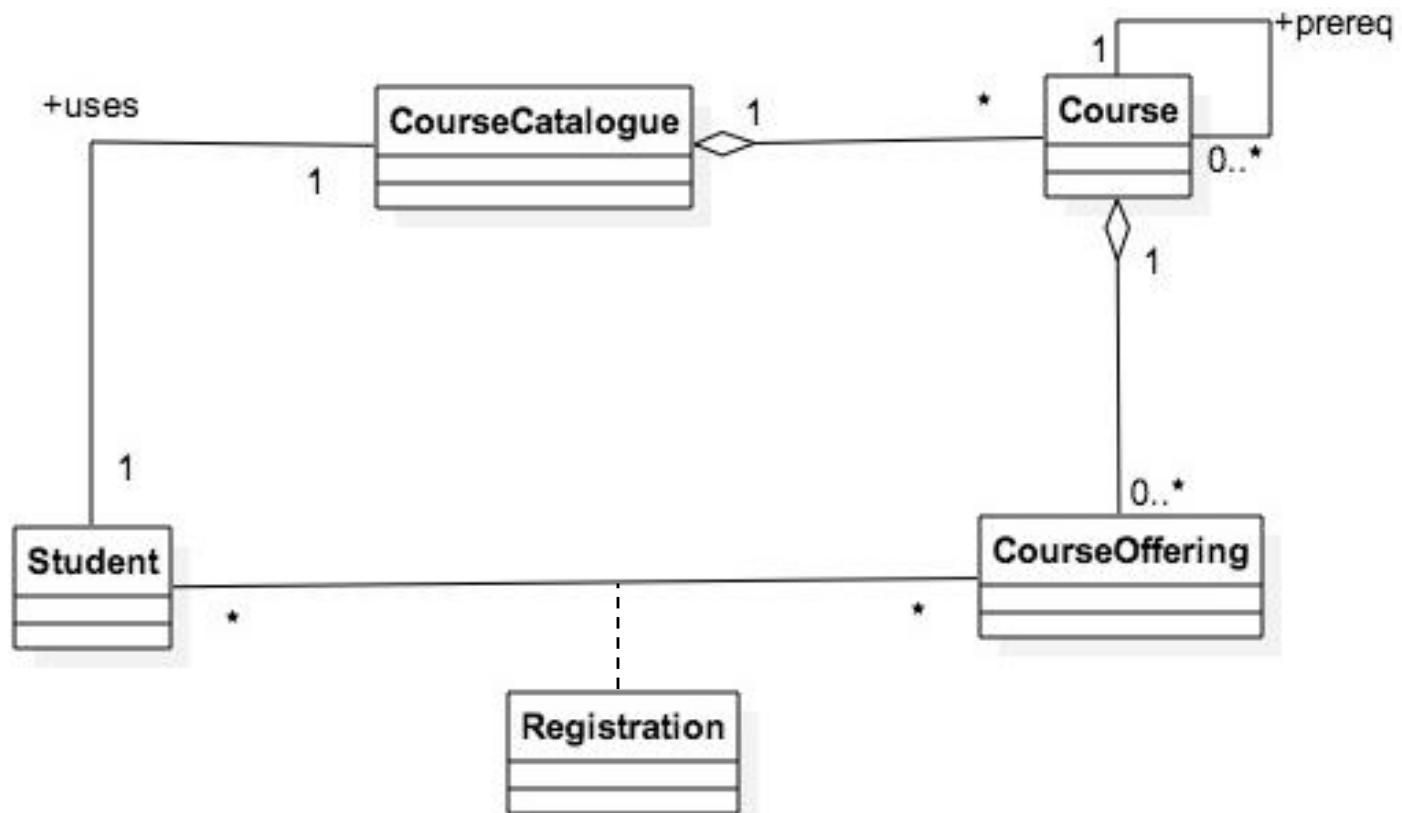 +prereq
1
+uses
CourseCatalogue
1
*
Course
1
0..*
1
1
0..*
Student
CourseOffering
*
*
Registration